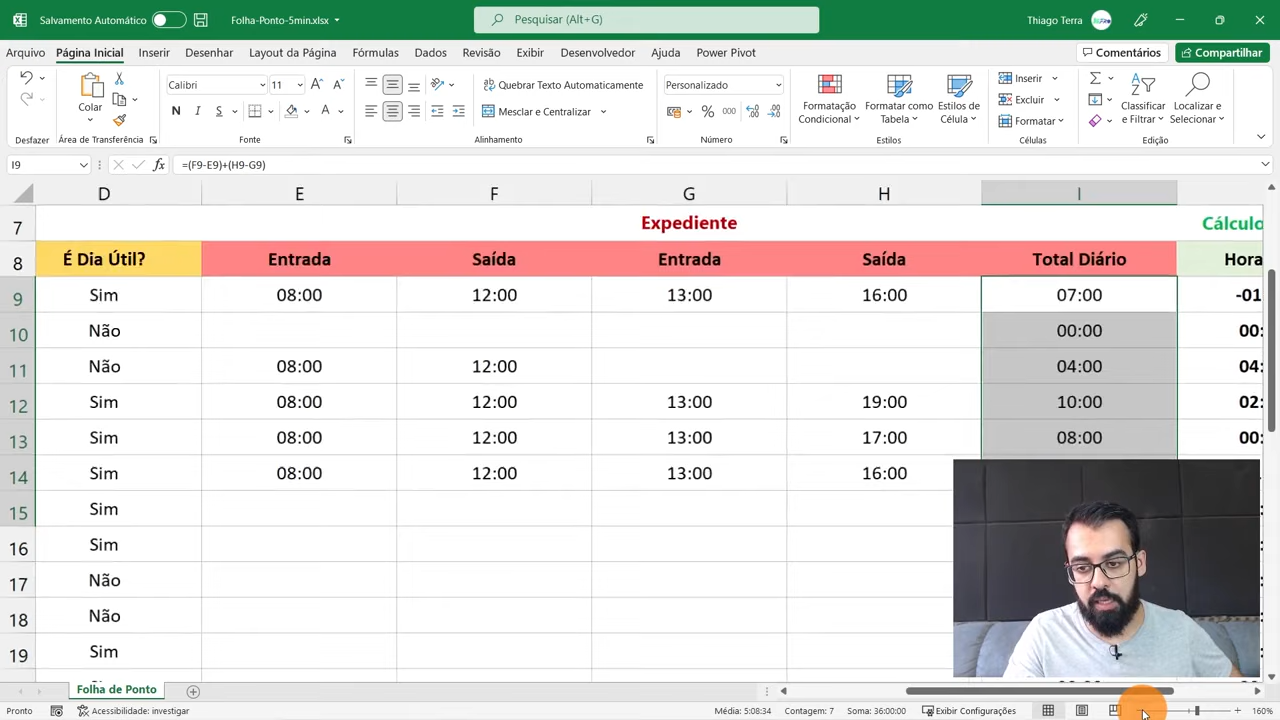 Salvamento Automático Folha-Ponto-5min.xlsx Pesquisar (Alt+G) Thiago Terra
Arquivo Página Inicial Inserir Desenhar Layout da Página Fórmulas Dados Revisão Exibir Desenvolvedor Ajuda Power Pivot Comentários Compartilhar
Colar Calibri 11 Quebrar Texto Automaticamente Personalizado Formatação Condicional Formatar como Tabela Estilos de Célula Inserir Classificar e Filtrar Localizar e Selecionar
N I S A Mesclar e Centralizar % 000 Excluir
Formatar
Desfazer Área de Transferência Fonte Alinhamento Número Estilos Células Edição
I9 fx =(F9-E9)+(H9-G9)
D E F G H I
7 Expediente Cálculo
8 É Dia Útil? Entrada Saída Entrada Saída Total Diário Hora
9 Sim 08:00 12:00 13:00 16:00 07:00 -01
10 Não 00:00 00:
11 Não 08:00 12:00 04:00 04:
12 Sim 08:00 12:00 13:00 19:00 10:00 02:
13 Sim 08:00 12:00 13:00 17:00 08:00 00:
14 Sim 08:00 12:00 13:00 16:00
15 Sim
16 Sim
17 Não
18 Não
19 Sim
Folha de Ponto
Pronto Acessibilidade: investigar Média: 5:08:34 Contagem: 7 Soma: 36:00:00 Exibir Configurações 160%